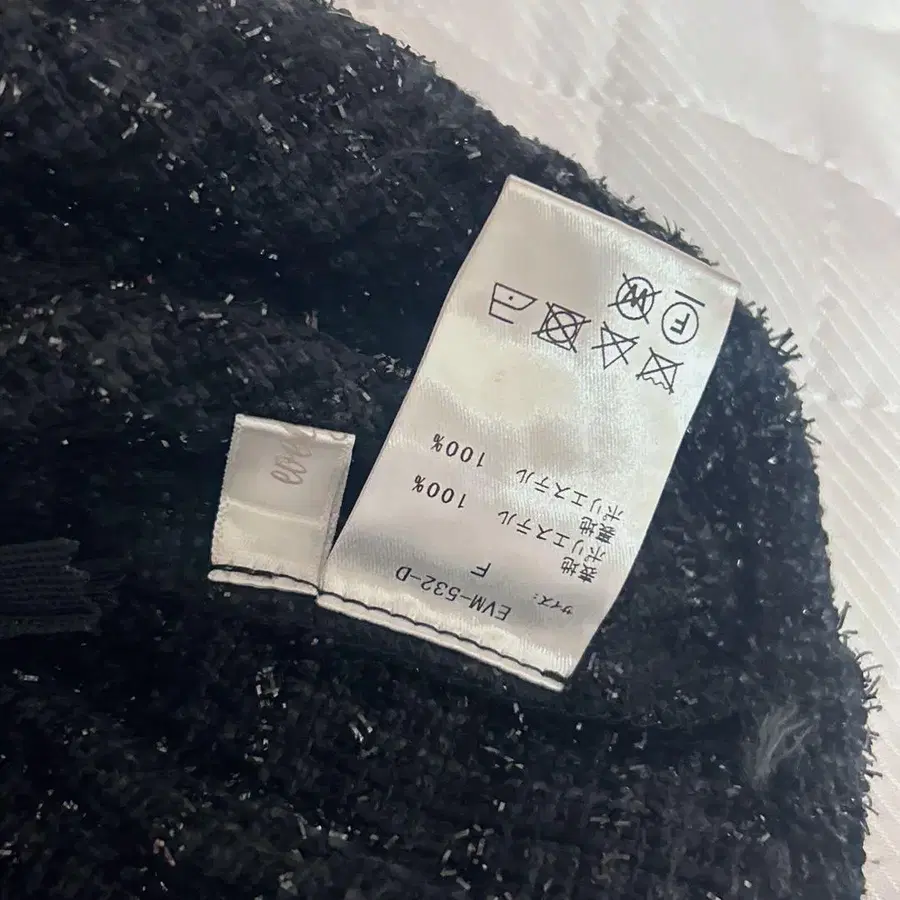 EVM-532-D
サイズ: F
表地
ポリエステル 100%
裏地
ポリエステル 100%
F W